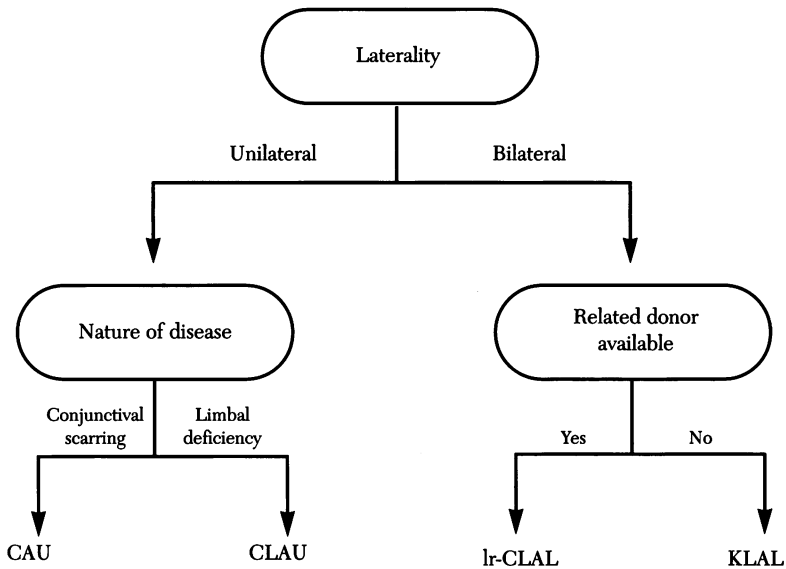 Laterality
Unilateral
Bilateral
Nature of disease
Related donor
available
Conjunctival
scarring
Limbal
deficiency
Yes
No
CAU
CLAU
lr-CLAL
KLAL